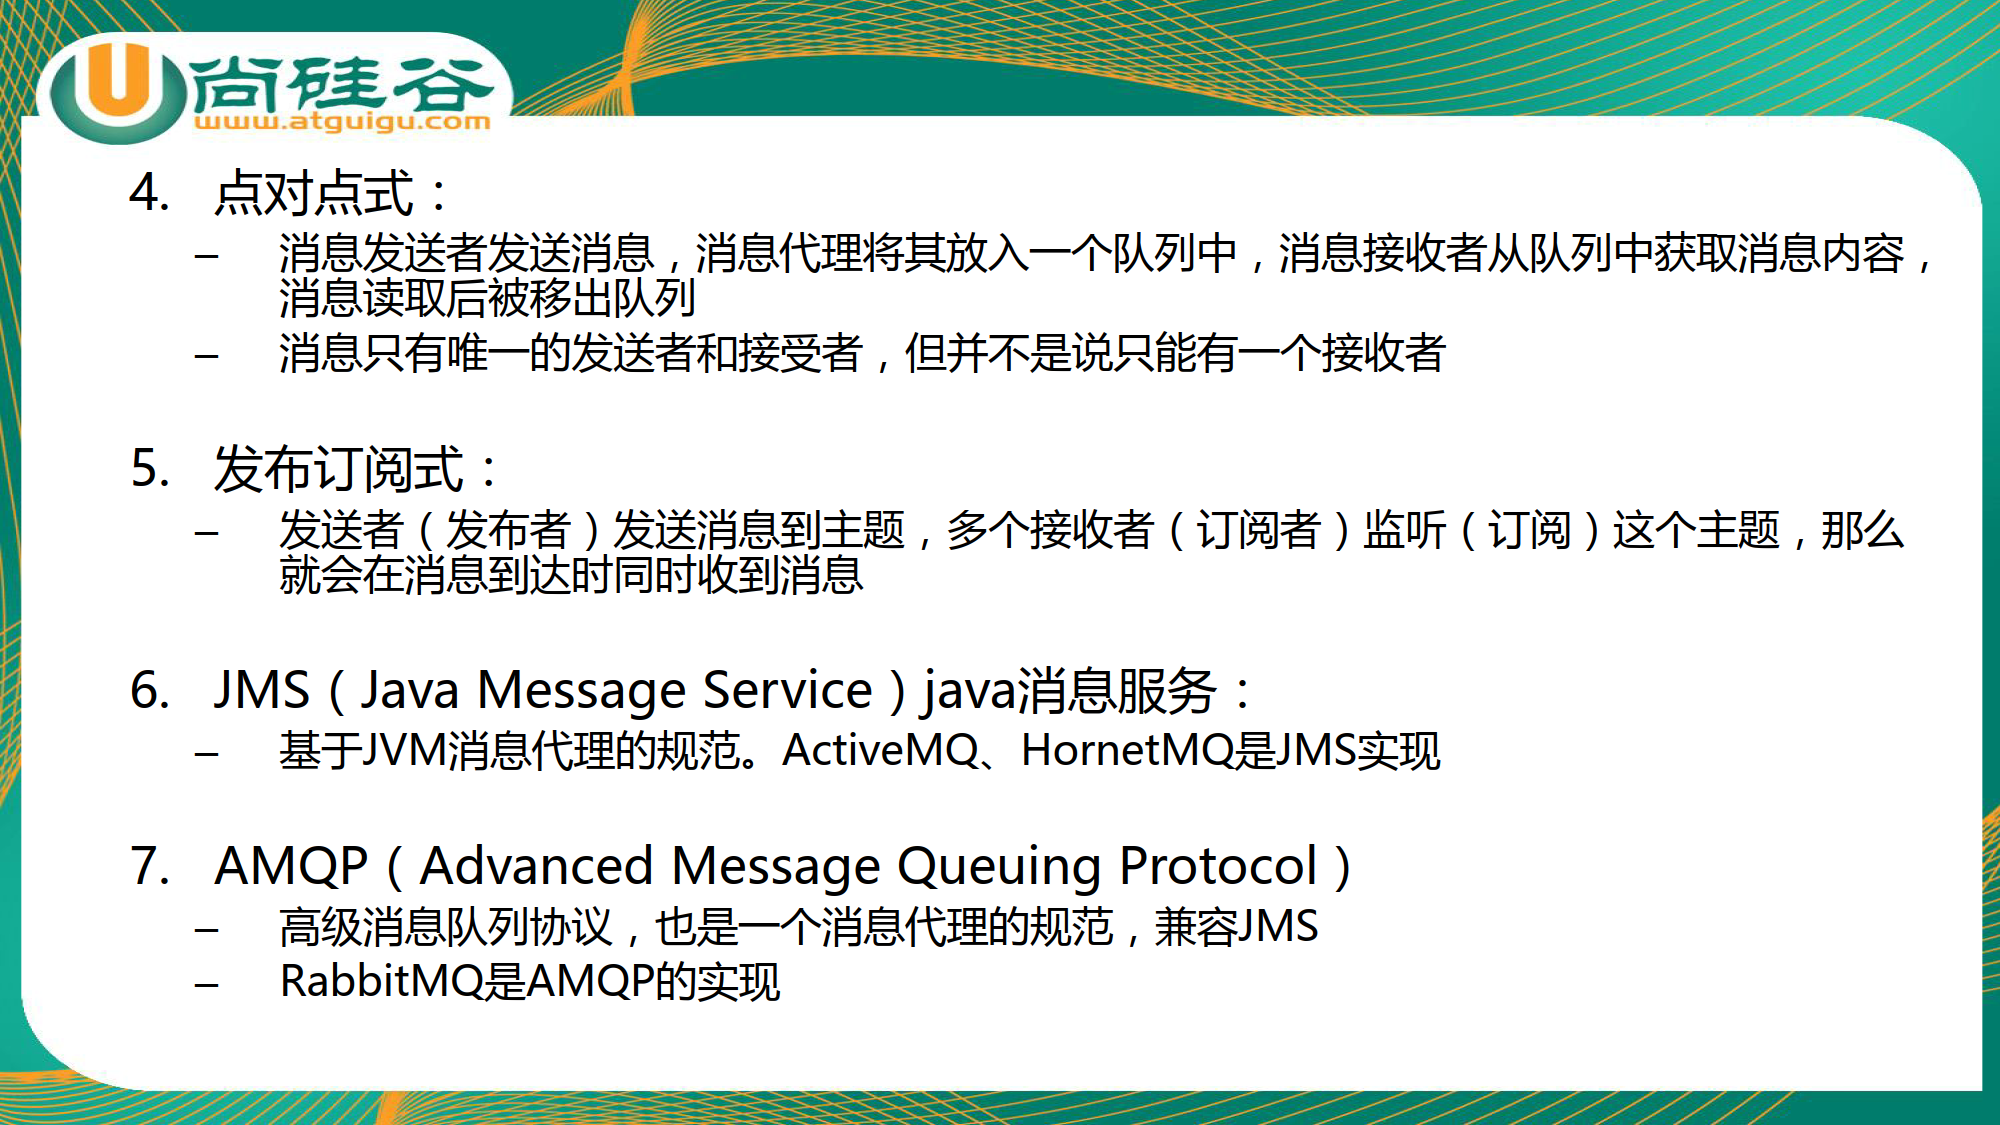 尚硅谷
www.atguigu.com
4. 点对点式：
– 消息发送者发送消息，消息代理将其放入一个队列中，消息接收者从队列中获取消息内容，
消息读取后被移出队列
– 消息只有唯一的发送者和接受者，但并不是说只能有一个接收者
5. 发布订阅式：
– 发送者（发布者）发送消息到主题，多个接收者（订阅者）监听（订阅）这个主题，那么
就会在消息到达时同时收到消息
6. JMS（Java Message Service）java消息服务：
– 基于JVM消息代理的规范。ActiveMQ、HornetMQ是JMS实现
7. AMQP（Advanced Message Queuing Protocol）
– 高级消息队列协议，也是一个消息代理的规范，兼容JMS
– RabbitMQ是AMQP的实现